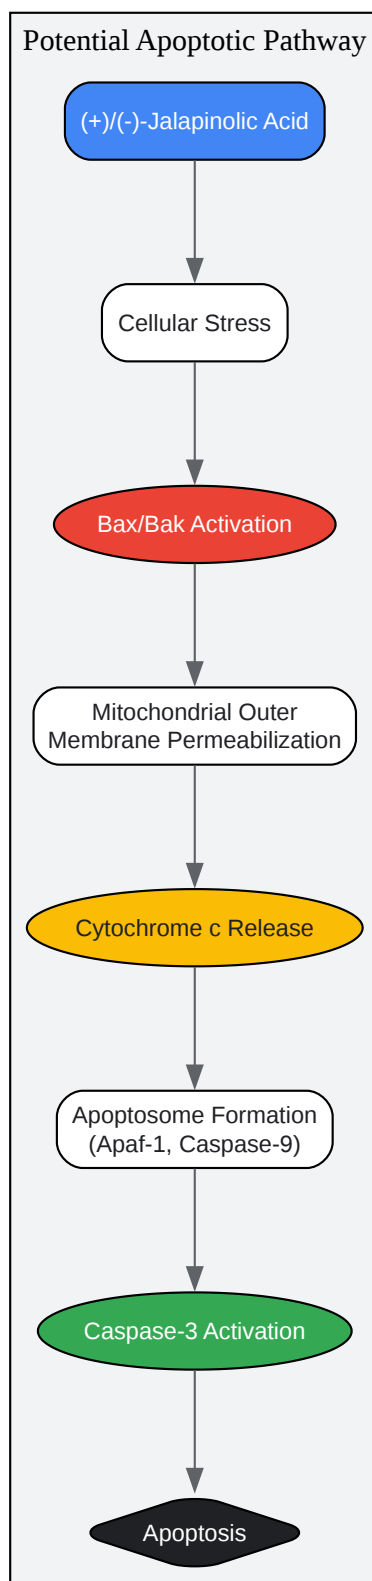 Potential Apoptotic Pathway
(+)/(-)-Jalapinolic Acid
Cellular Stress
Bax/Bak Activation
Mitochondrial Outer
Membrane Permeabilization
Cytochrome c Release
Apoptosome Formation
(Apaf-1, Caspase-9)
Caspase-3 Activation
Apoptosis